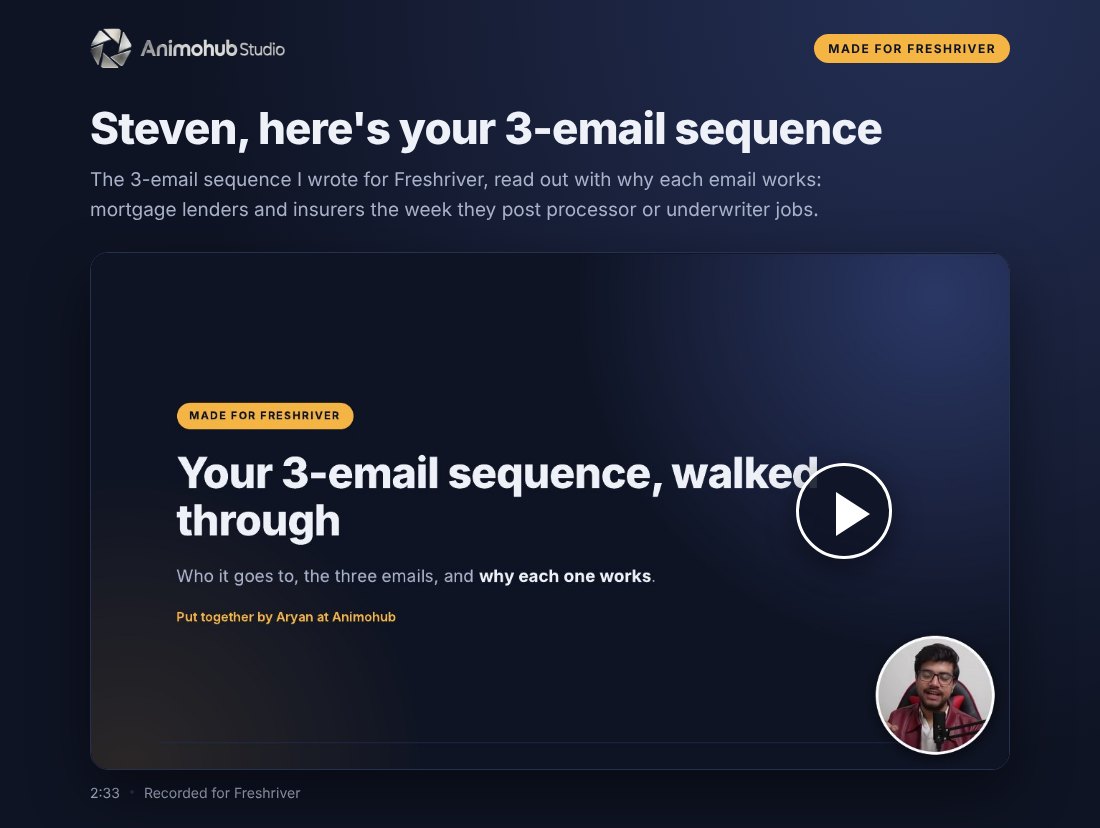 Animohub Studio
MADE FOR FRESHRIVER
Steven, here's your 3-email sequence
The 3-email sequence I wrote for Freshriver, read out with why each email works:
mortgage lenders and insurers the week they post processor or underwriter jobs.
MADE FOR FRESHRIVER
Your 3-email sequence, walked
through
Who it goes to, the three emails, and why each one works.
Put together by Aryan at Animohub
2:33 • Recorded for Freshriver